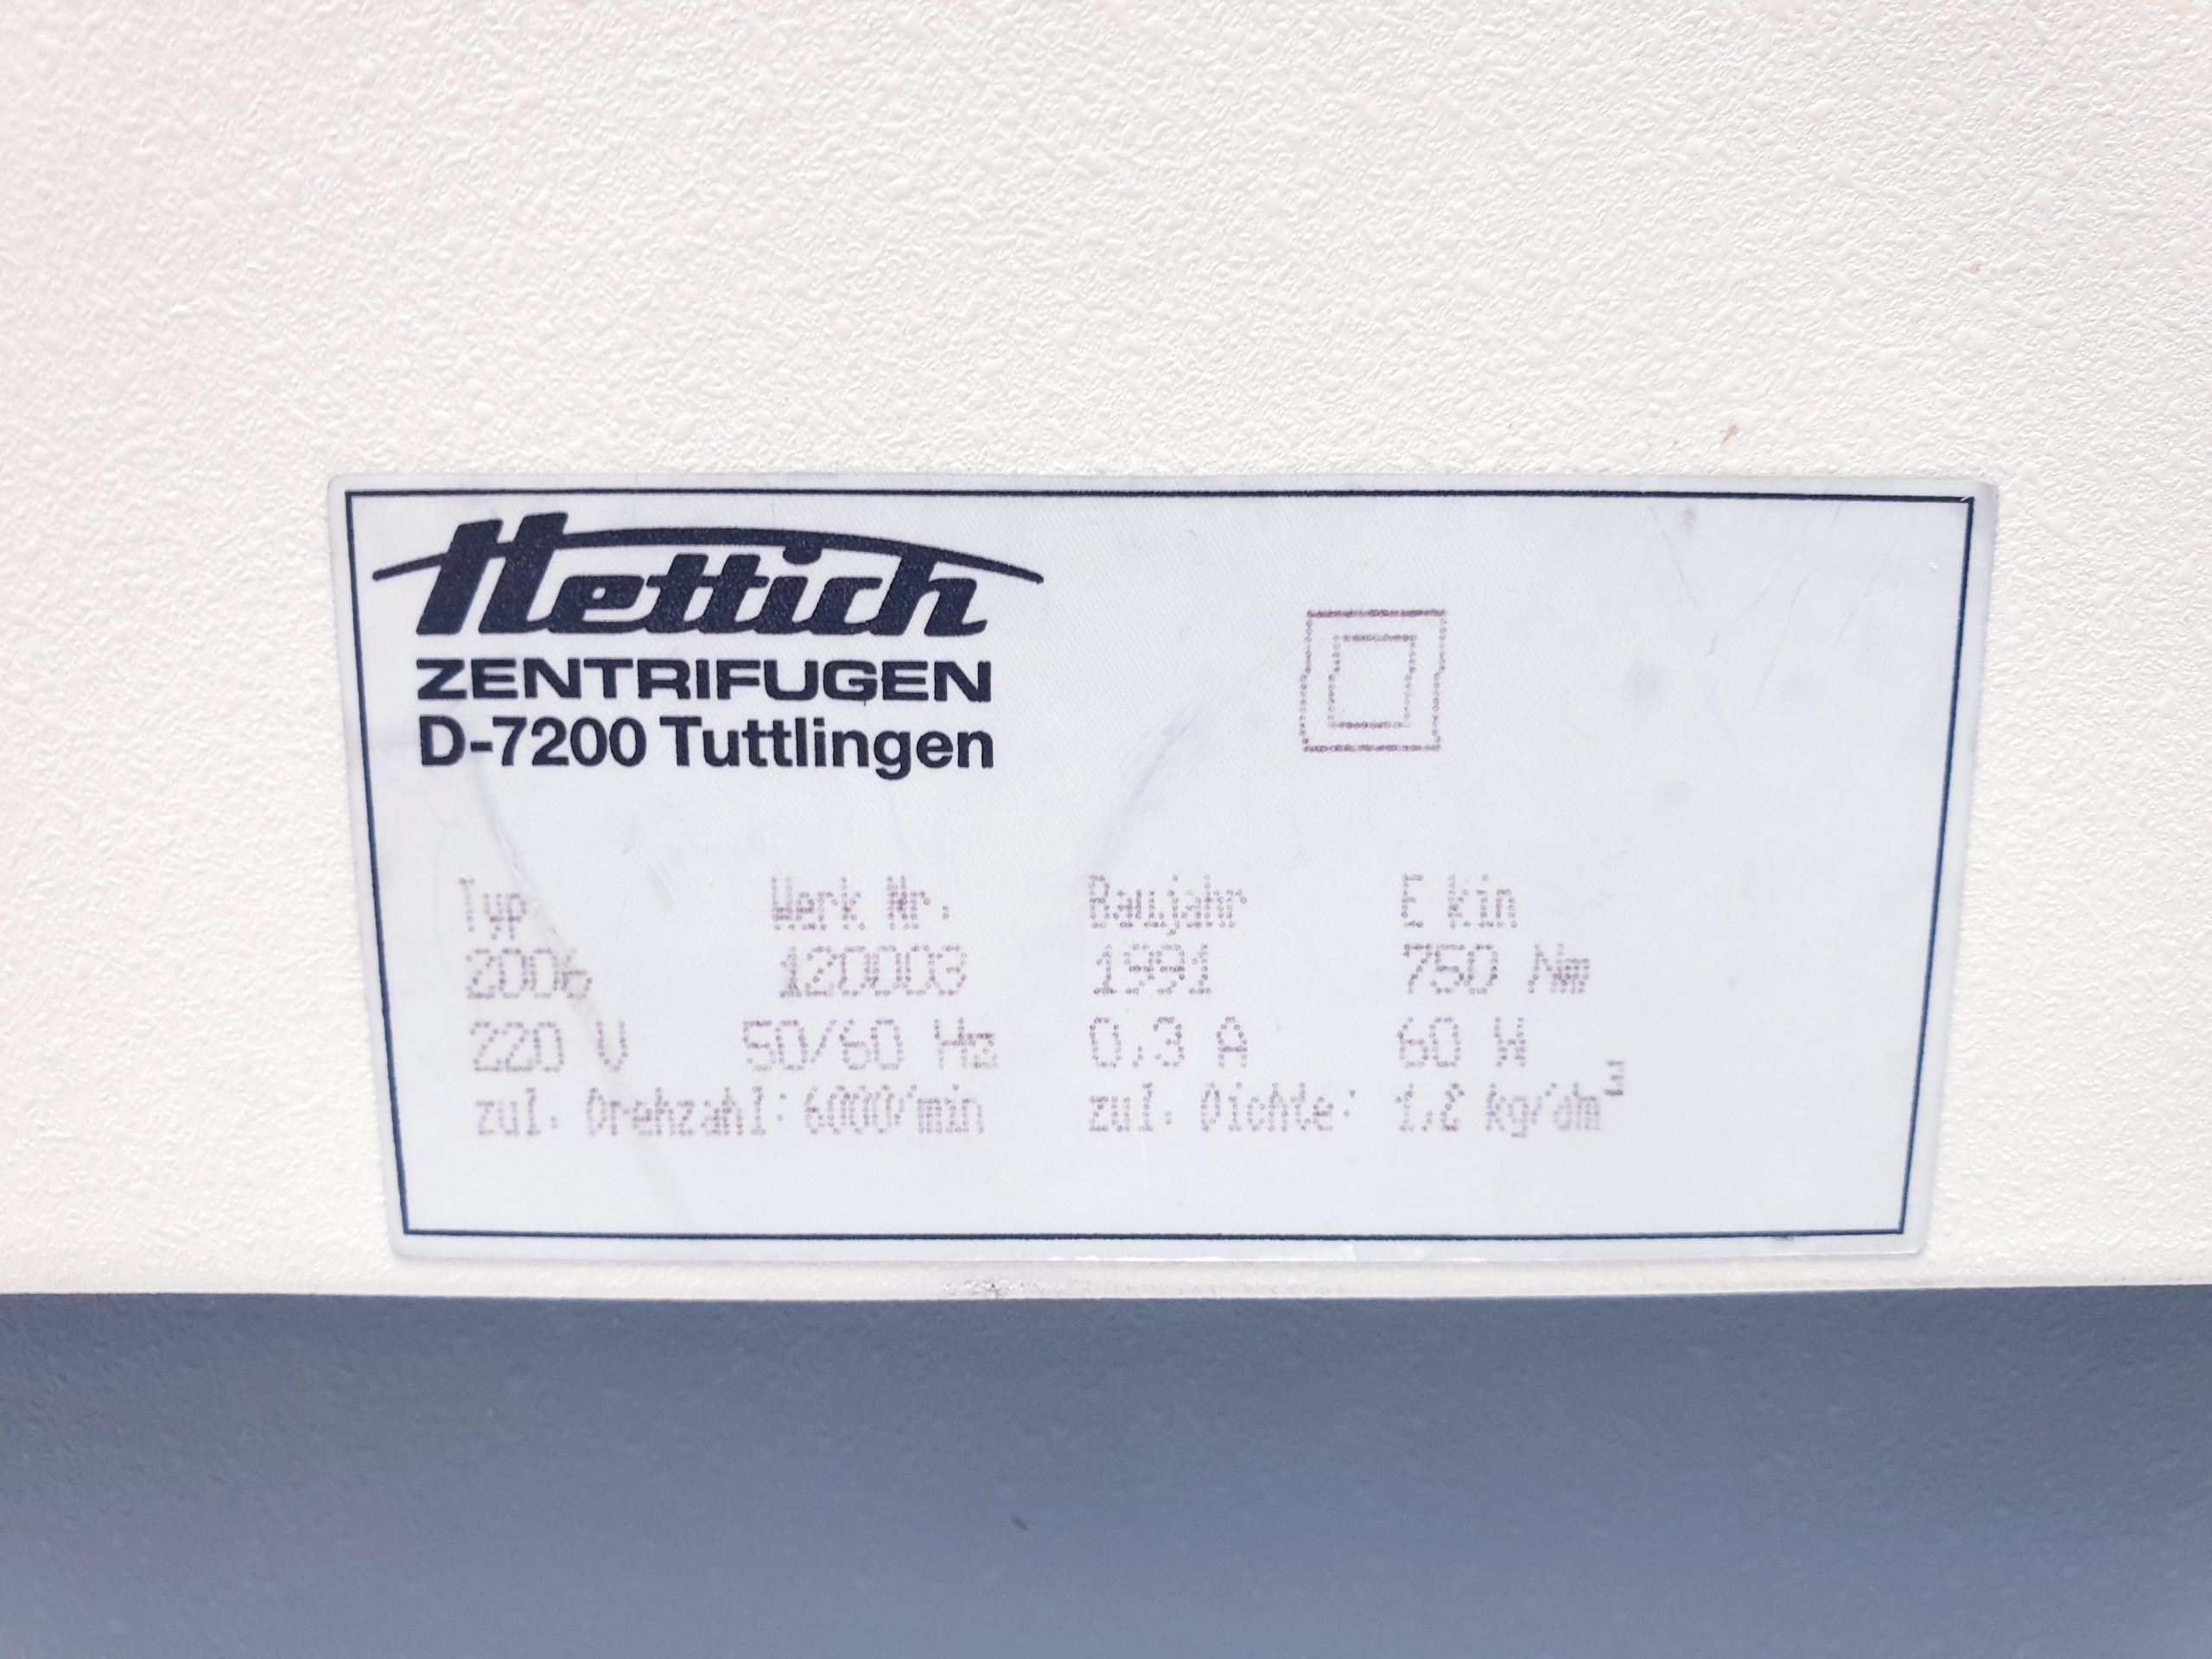 Hettich
ZENTRIFUGEN
D-7200 Tuttlingen
Typ Werk Nr. Baujahr E Kin
2006 120003 1991 750 Nm
220 V 50/60 Hz 0,3 A 60 W
zul. Drehzahl: 6000/min zul. Dichte: 1,2 kg/dm³